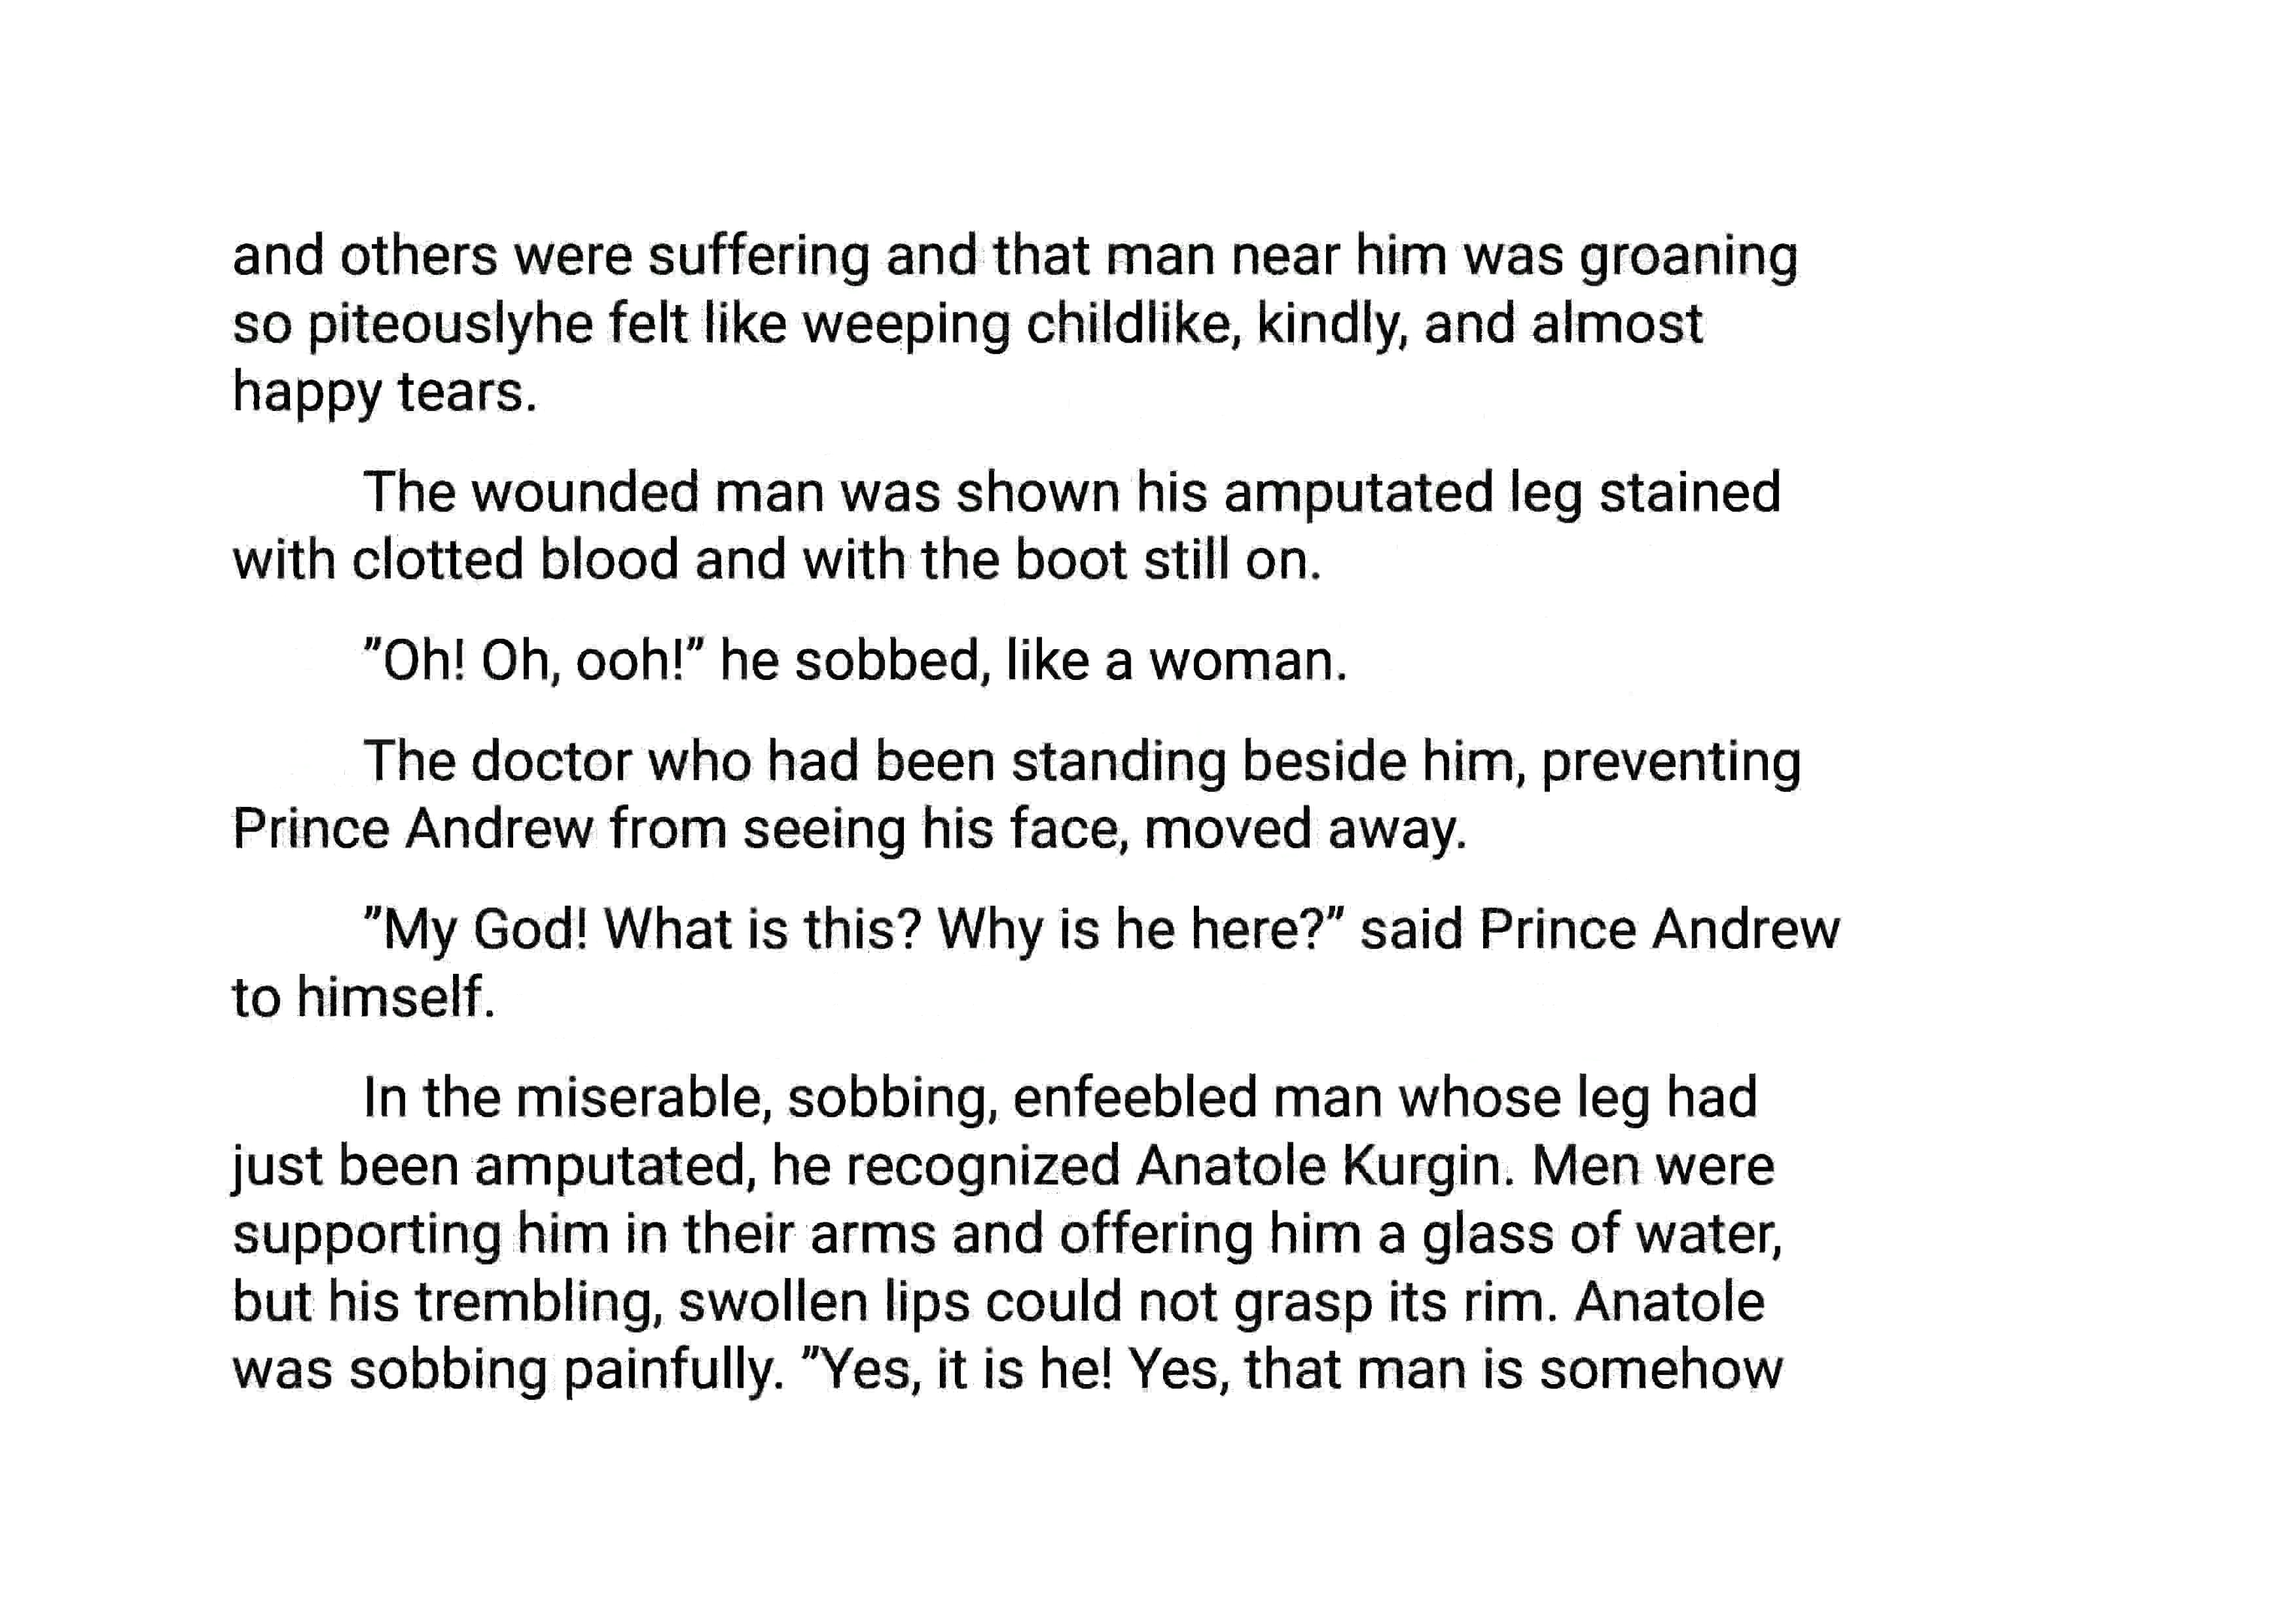 and others were suffering and that man near him was groaning
so piteouslyhe felt like weeping childlike, kindly, and almost
happy tears.
The wounded man was shown his amputated leg stained
with clotted blood and with the boot still on.
”Oh! Oh, ooh!” he sobbed, like a woman.
The doctor who had been standing beside him, preventing
Prince Andrew from seeing his face, moved away.
”My God! What is this? Why is he here?” said Prince Andrew
to himself.
In the miserable, sobbing, enfeebled man whose leg had
just been amputated, he recognized Anatole Kurgin. Men were
supporting him in their arms and offering him a glass of water,
but his trembling, swollen lips could not grasp its rim. Anatole
was sobbing painfully. ”Yes, it is he! Yes, that man is somehow